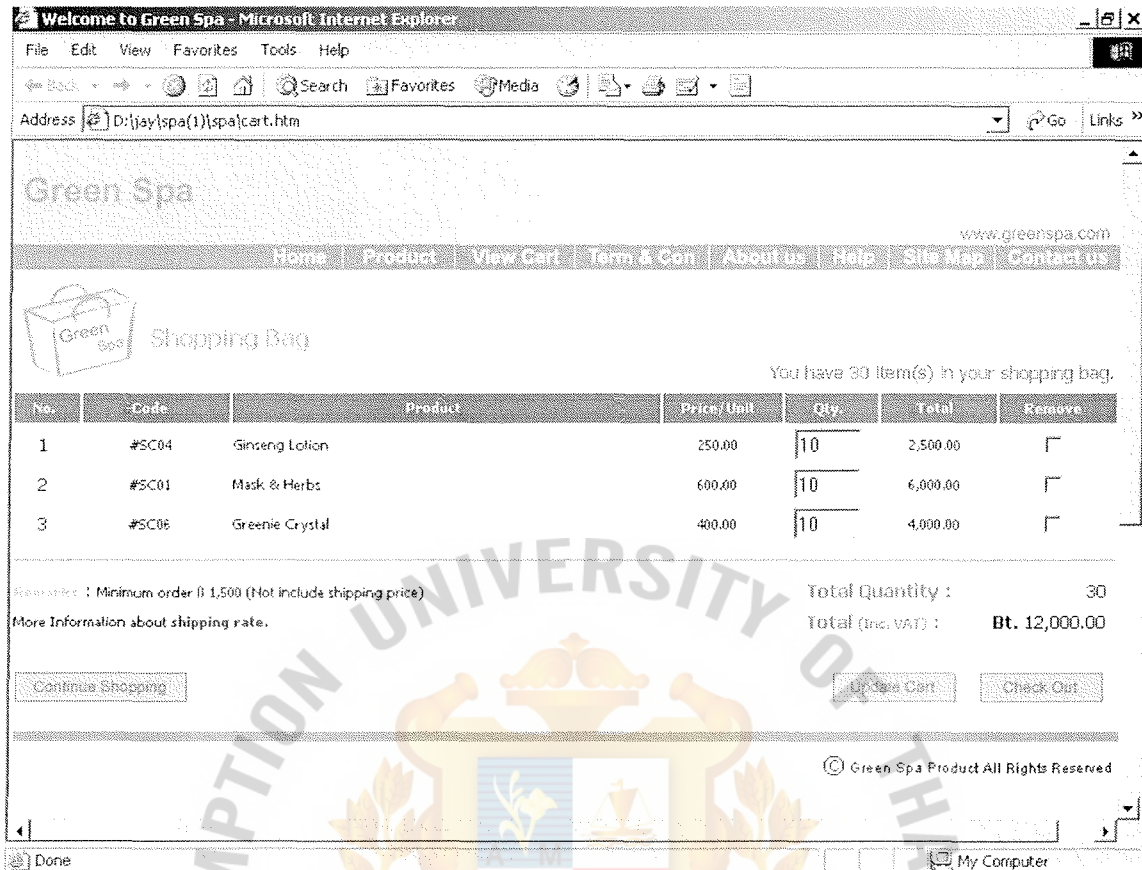 Welcome to Green Spa - Microsoft Internet Explorer
File Edit View Favorites Tools Help
Back Search Favorites Media
Address D:\jay\spa(1)\spa\cart.htm Go Links »
Green Spa
www.greenspa.com
Home | Product | View Cart | Term & Con | About us | Help | Site Map | Contact us
Green Spa
Shopping Bag
You have 30 item(s) in your shopping bag.
No. Code Product Price/Unit Qty. Total Remove
1 #SC04 Ginseng Lotion 250.00 10 2,500.00
2 #SC01 Mask & Herbs 600.00 10 6,000.00
3 #SC06 Greenie Crystal 400.00 10 4,000.00
Remarks : Minimum order ฿ 1,500 (Not include shipping price)
Total Quantity : 30
More Information about shipping rate.
Total (Inc. VAT) : Bt. 12,000.00
Continue Shopping Update Cart Check Out
© Green Spa Product All Rights Reserved
Done My Computer
MPTION UNIVERSITY OF THA
A M